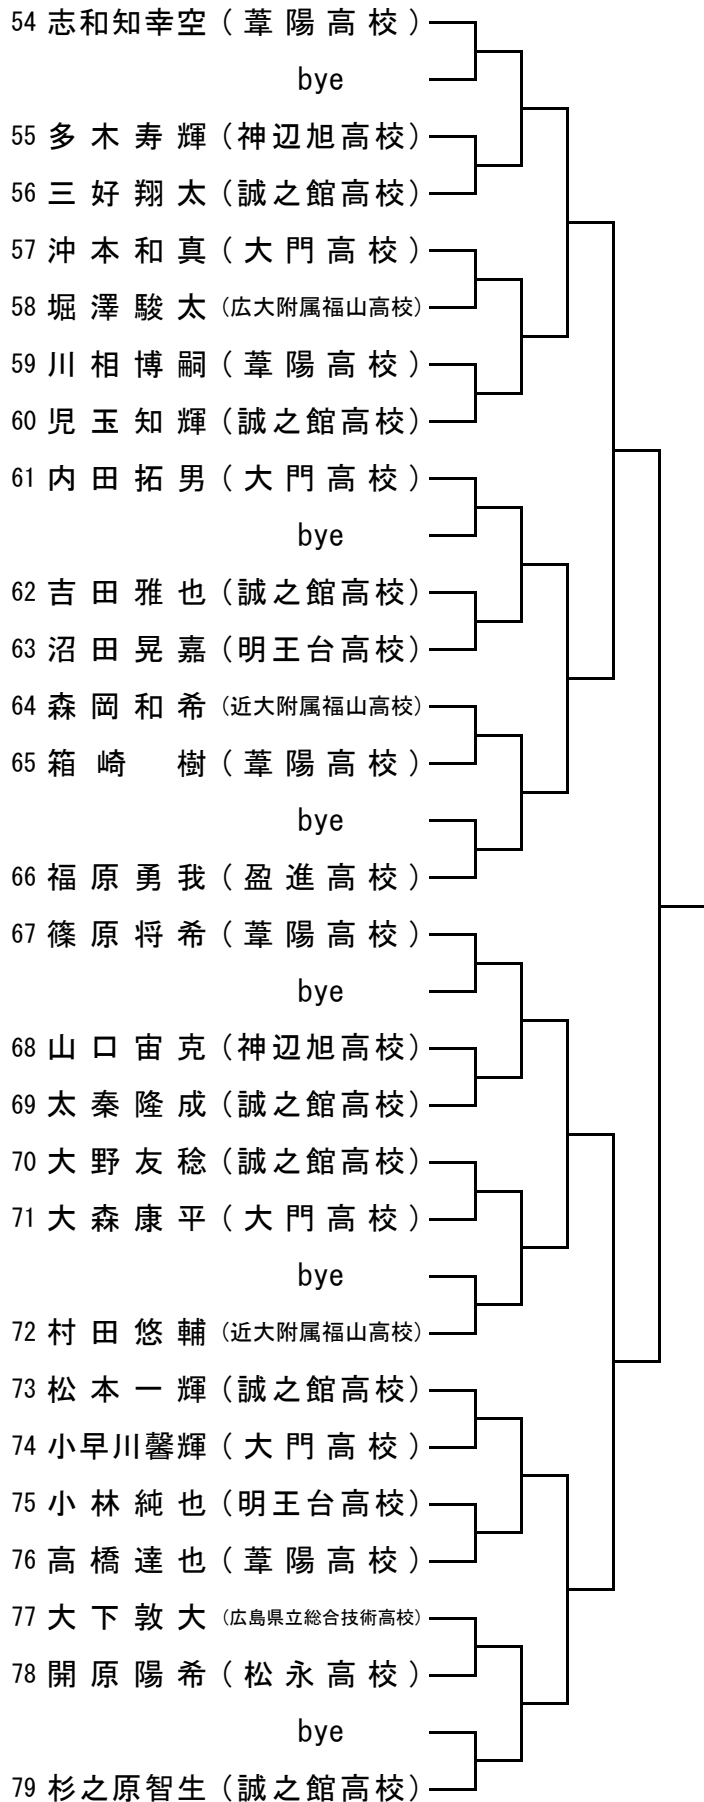 54 志和知幸空 (葦陽高校)
bye
55 多木寿輝 (神辺旭高校)
56 三好翔太 (誠之館高校)
57 沖本和真 (大門高校)
58 堀澤駿太 (広大附属福山高校)
59 川相博嗣 (葦陽高校)
60 児玉知輝 (誠之館高校)
61 内田拓男 (大門高校)
bye
62 吉田雅也 (誠之館高校)
63 沼田晃嘉 (明王台高校)
64 森岡和希 (近大附属福山高校)
65 箱崎 樹 (葦陽高校)
bye
66 福原勇我 (盈進高校)
67 篠原将希 (葦陽高校)
bye
68 山口宙克 (神辺旭高校)
69 太秦隆成 (誠之館高校)
70 大野友稔 (誠之館高校)
71 大森康平 (大門高校)
bye
72 村田悠輔 (近大附属福山高校)
73 松本一輝 (誠之館高校)
74 小早川馨輝 (大門高校)
75 小林純也 (明王台高校)
76 高橋達也 (葦陽高校)
77 大下敦大 (広島県立総合技術高校)
78 開原陽希 (松永高校)
bye
79 杉之原智生 (誠之館高校)